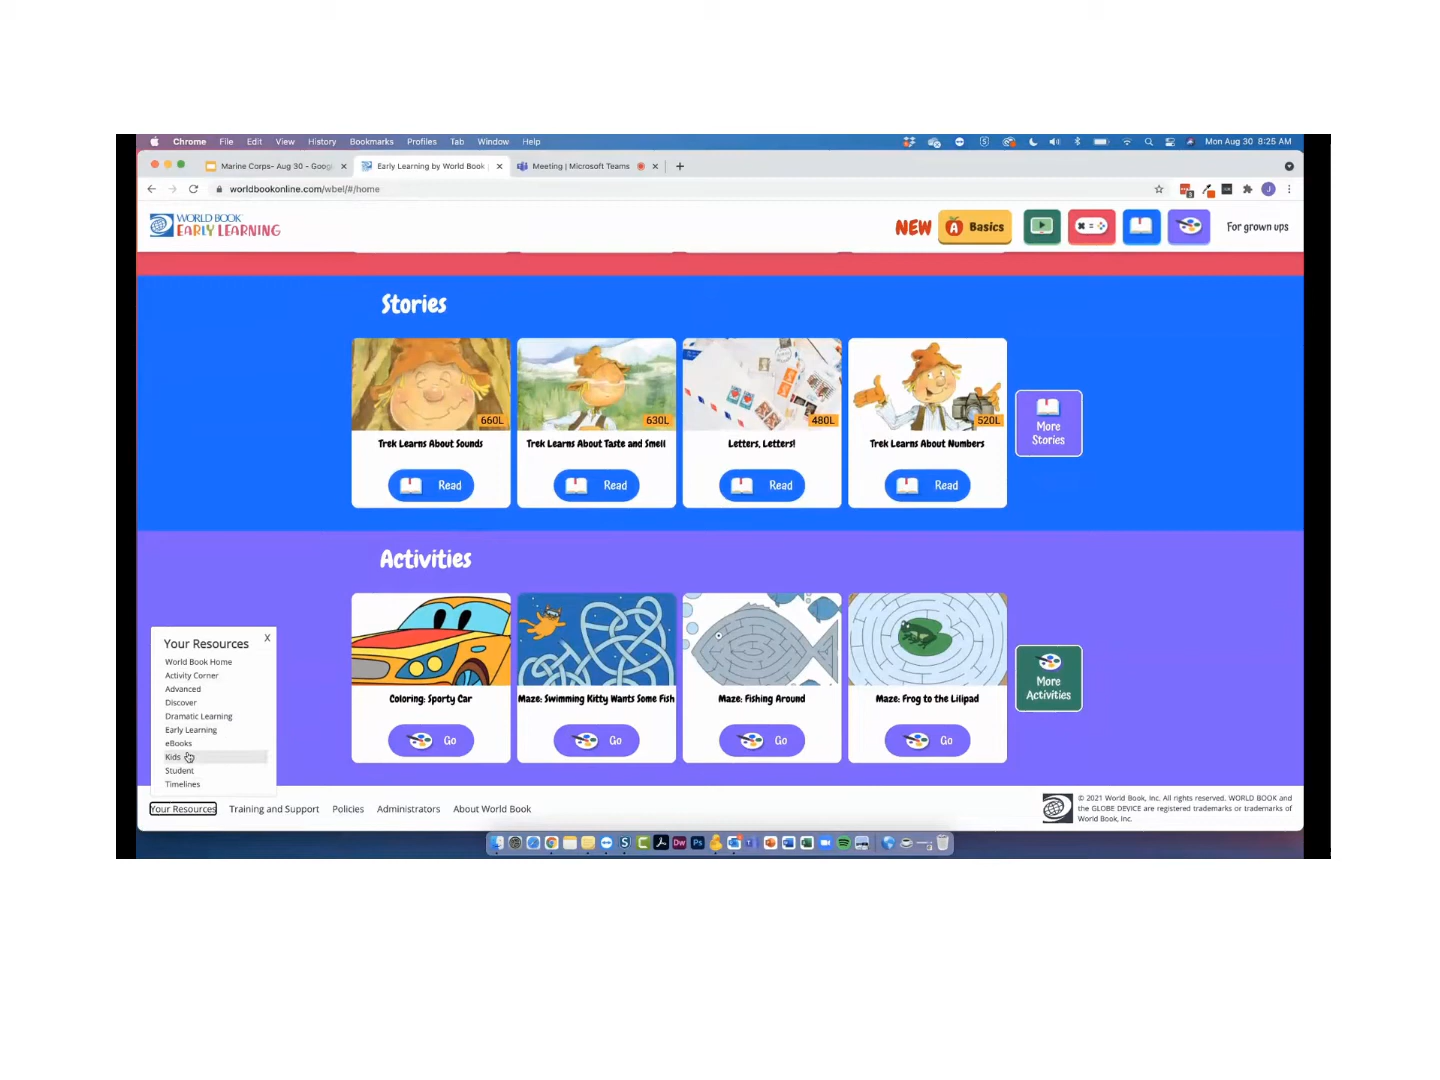 Chrome File Edit View History Bookmarks Profiles Tab Window Help
Mon Aug 30 8:25 AM
Marine Corps- Aug 30 - Goog
Early Learning by World Book
Meeting | Microsoft Teams
worldbookonline.com/wbel/#/home
WORLD BOOK
EARLY LEARNING
NEW
A Basics
For grown ups
Stories
660L
630L
480L
520L
Trek Learns About Sounds
Trek Learns About Taste and Smell
Letters, Letters!
Trek Learns About Numbers
Read
Read
Read
Read
More
Stories
Activities
Coloring: Sporty Car
Maze: Swimming Kitty Wants Some Fish
Maze: Fishing Around
Maze: Frog to the Lilipad
Go
Go
Go
Go
More
Activities
Your Resources X
World Book Home
Activity Corner
Advanced
Discover
Dramatic Learning
Early Learning
eBooks
Kids
Student
Timelines
Your Resources Training and Support Policies Administrators About World Book
© 2021 World Book, Inc. All rights reserved. WORLD BOOK and
the GLOBE DEVICE are registered trademarks or trademarks of
World Book, Inc.